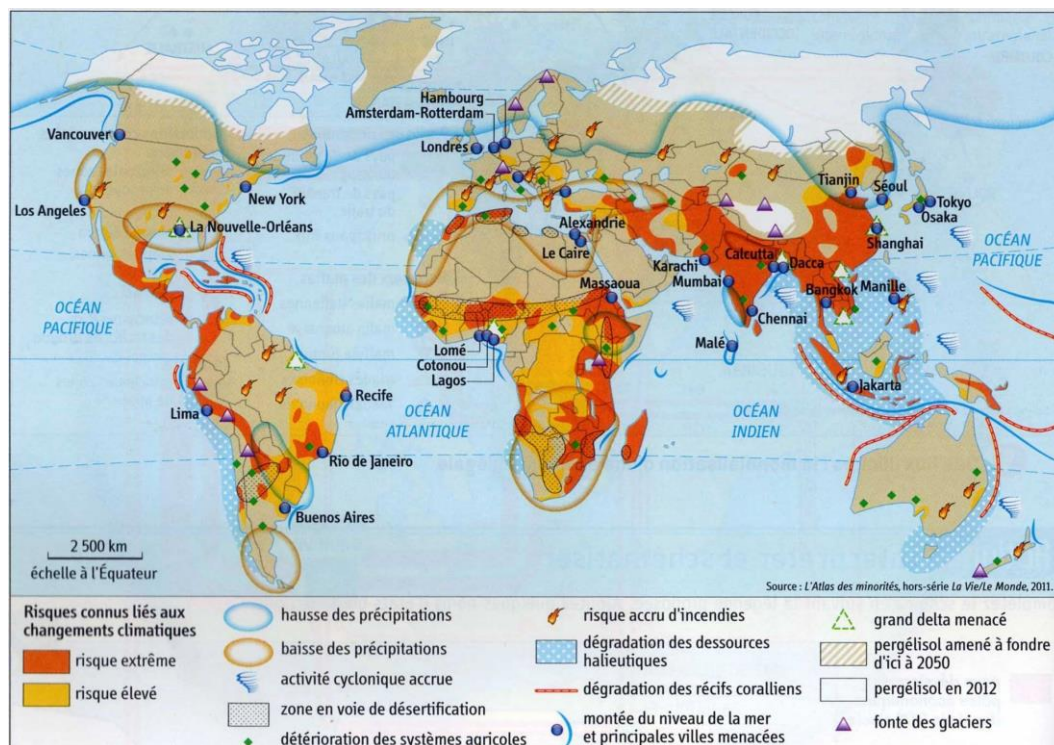 Hambourg
Amsterdam-Rotterdam
Vancouver
Londres
New York
Tianjin
Séoul
Los Angeles
Tokyo
Osaka
La Nouvelle-Orléans
Alexandrie
Le Caire
Shanghai
Karachi
Calcutta
Dacca
OCÉAN
PACIFIQUE
Mumbai
Massaoua
Bangkok
Manille
OCÉAN
PACIFIQUE
Chennai
Lomé
Cotonou
Lagos
Malé
Jakarta
Recife
Lima
OCÉAN
ATLANTIQUE
OCÉAN
INDIEN
Rio de Janeiro
Buenos Aires
2 500 km
échelle à l'Équateur
Source : L'Atlas des minorités, hors-série La Vie/Le Monde, 2011.
Risques connus liés aux
changements climatiques
risque extrême
risque élevé
hausse des précipitations
baisse des précipitations
activité cyclonique accrue
zone en voie de désertification
détérioration des systèmes agricoles
risque accru d'incendies
dégradation des dessources
halieutiques
dégradation des récifs coralliens
montée du niveau de la mer
et principales villes menacées
grand delta menacé
pergélisol amené à fondre
d'ici à 2050
pergélisol en 2012
fonte des glaciers